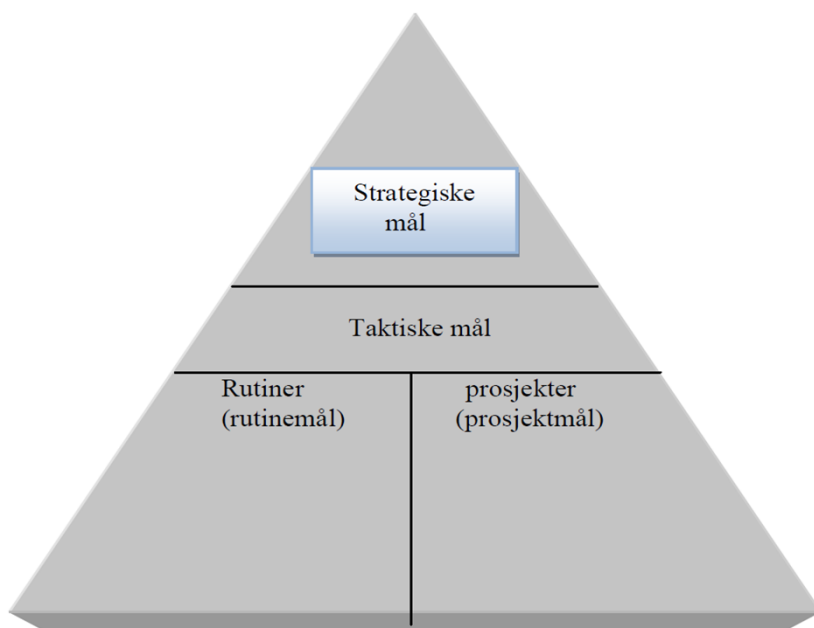 Strategiske
mål
Taktiske mål
Rutiner
(rutinemål)
prosjekter
(prosjektmål)